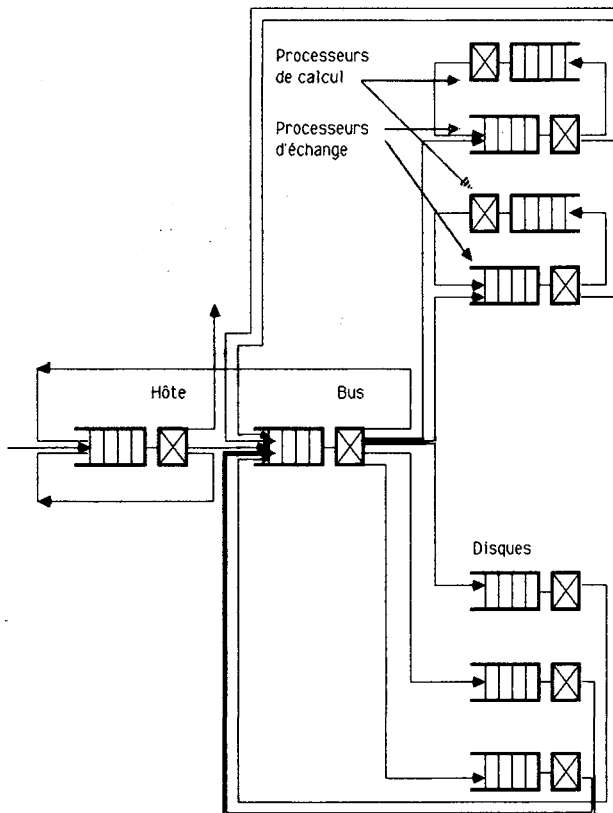 Processeurs
de calcul
Processeurs
d'échange
Hôte
Bus
Disques